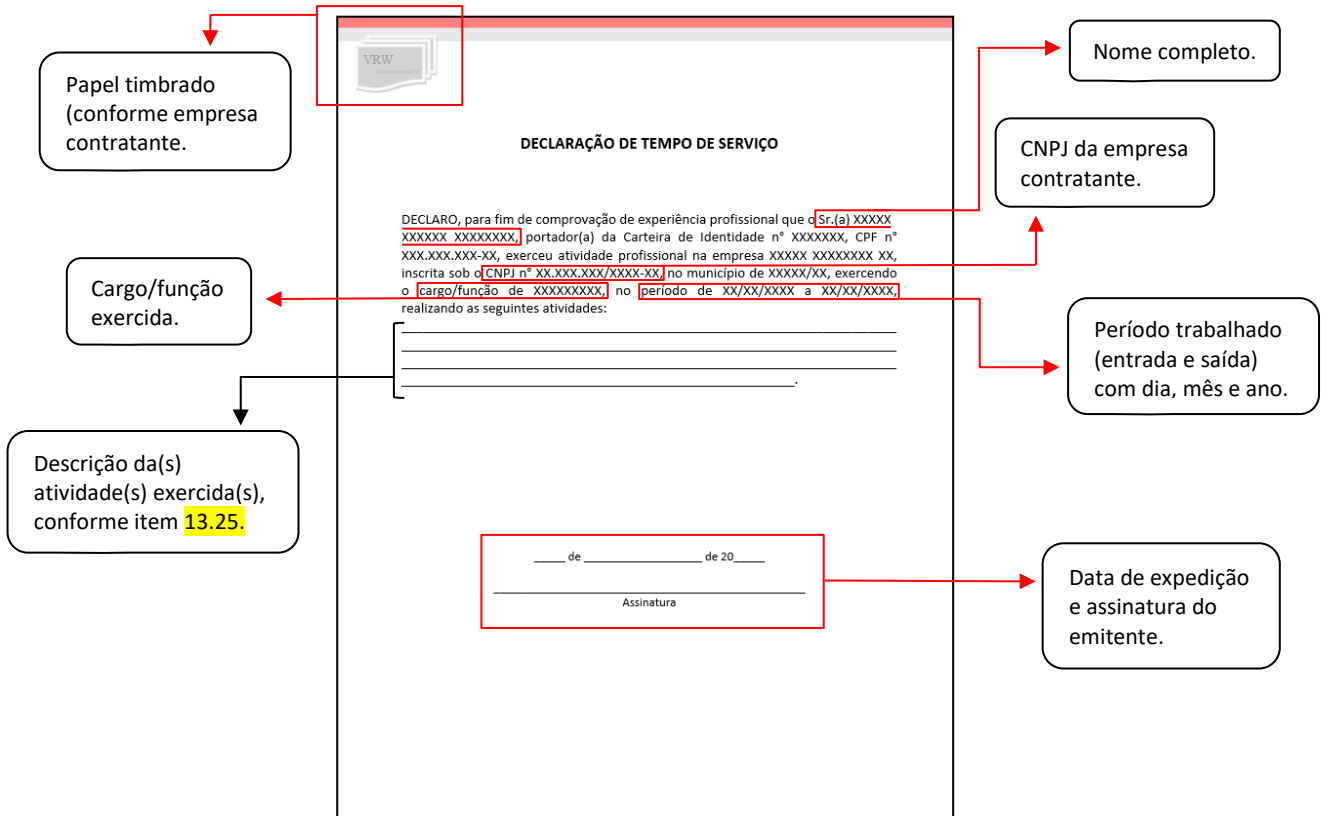 Papel timbrado
(conforme empresa
contratante.
VRW
Nome completo.
CNPJ da empresa
contratante.
DECLARAÇÃO DE TEMPO DE SERVIÇO
DECLARO, para fim de comprovação de experiência profissional que o Sr.(a) XXXXX
XXXXXX XXXXXXXX, portador(a) da Carteira de Identidade n° XXXXXXX, CPF n°
XXX.XXX.XXX-XX, exerceu atividade profissional na empresa XXXXX XXXXXXXX XX,
inscrita sob o CNPJ n° XX.XXX.XXX/XXXX-XX, no município de XXXXX/XX, exercendo
o cargo/função de XXXXXXXXX, no período de XX/XX/XXXX a XX/XX/XXXX,
realizando as seguintes atividades:
.
Cargo/função
exercida.
Período trabalhado
(entrada e saída)
com dia, mês e ano.
Descrição da(s)
atividade(s) exercida(s),
conforme item 13.25.
_____ de ___________________ de 20_____
Assinatura
Data de expedição
e assinatura do
emitente.